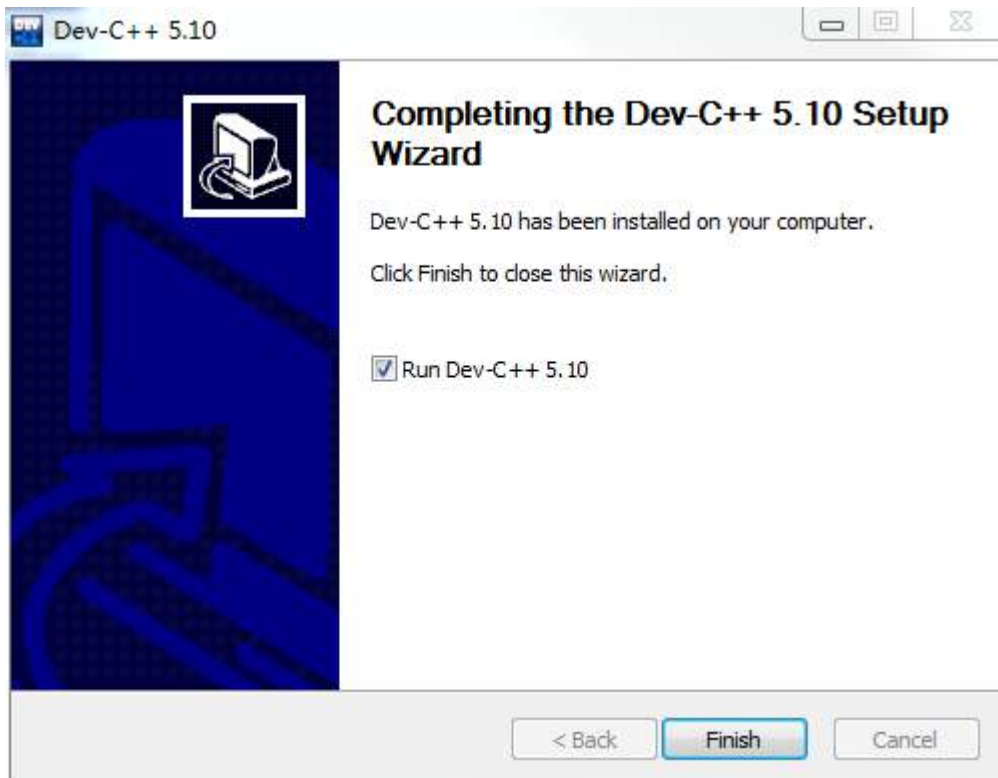 Dev-C++ 5.10
Completing the Dev-C++ 5.10 Setup
Wizard
Dev-C++ 5.10 has been installed on your computer.
Click Finish to close this wizard.
Run Dev-C++ 5.10
< Back Finish Cancel